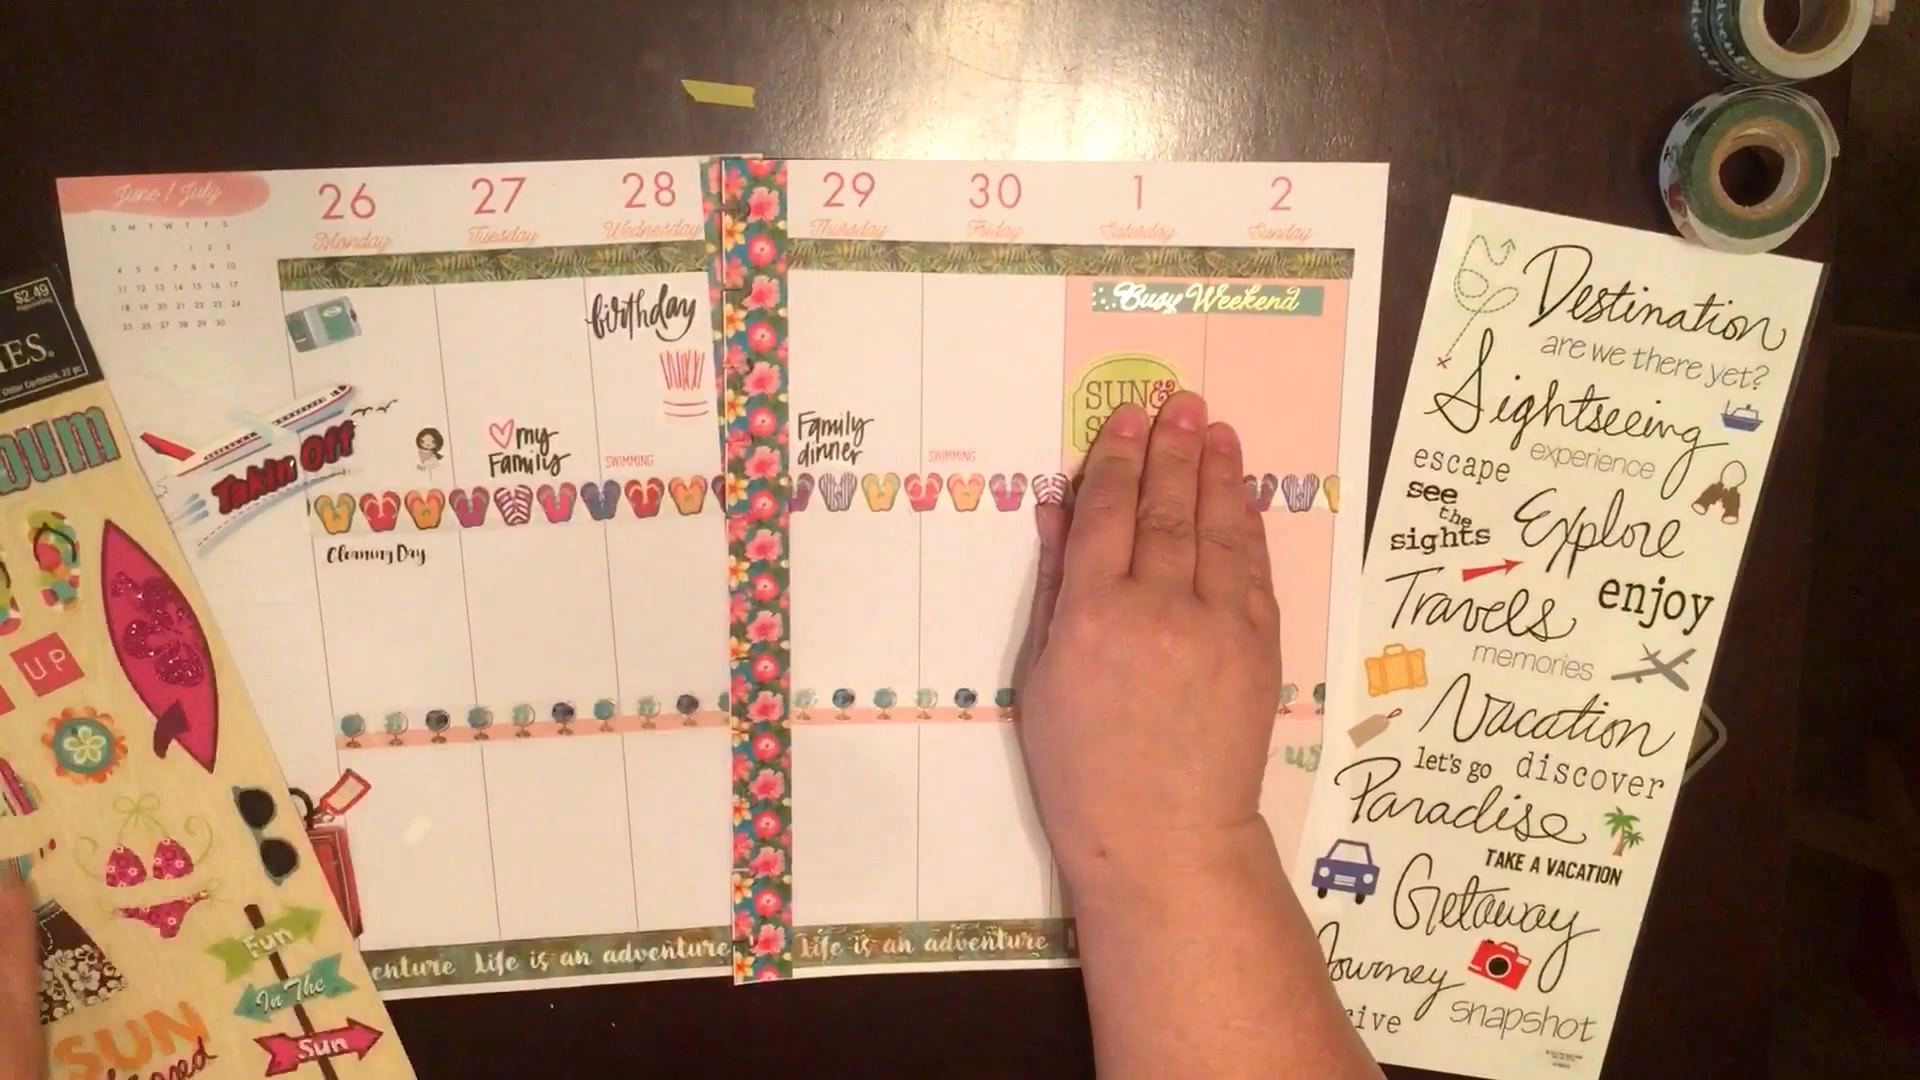 June / July
S M T W T F S
1 2 3
4 5 6 7 8 9 10
11 12 13 14 15 16 17
18 19 20 21 22 23 24
25 26 27 28 29 30
26
Monday
27
Tuesday
28
Wednesday
29
Thursday
30
Friday
1
Saturday
2
Sunday
birthday
Busy Weekend
SUN &
Takin Off
my
Family
SWIMMING
Family
dinner
SWIMMING
Cleaning Day
us
enture Life is an adventure
Life is an adventure
$2.49
IES.
UP
Fun
In The
Sun
SUN
Destination
are we there yet?
Sightseeing
experience
escape
see
the
sights
Explore
Travels
enjoy
memories
Vacation
let's go
discover
Paradise
TAKE A VACATION
Getaway
Journey
snapshot